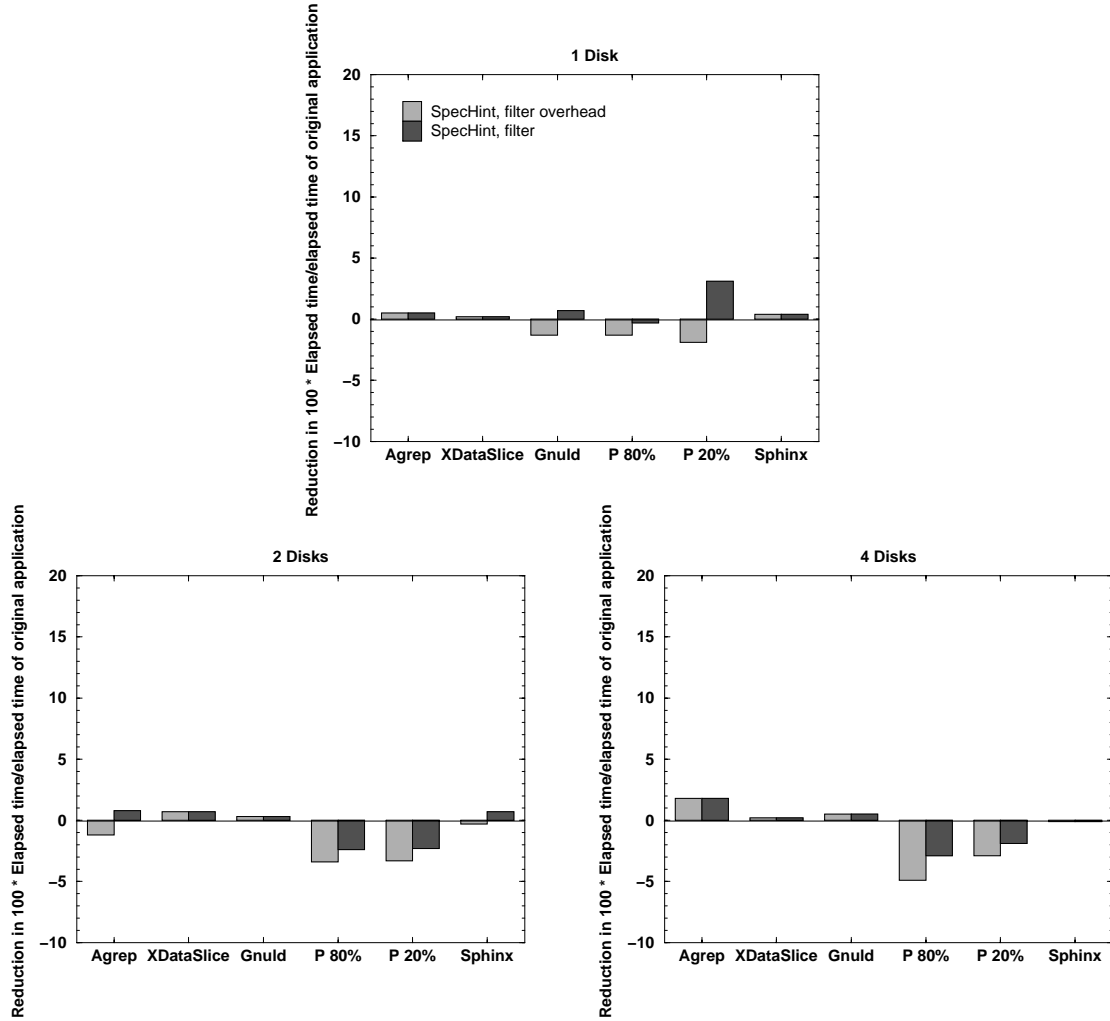 1 Disk
Reduction in 100 * Elapsed time/elapsed time of original application
20
15
10
5
0
−5
−10
SpecHint, filter overhead
SpecHint, filter
Agrep XDataSlice Gnuld P 80% P 20% Sphinx
2 Disks
Reduction in 100 * Elapsed time/elapsed time of original application
20
15
10
5
0
−5
−10
Agrep XDataSlice Gnuld P 80% P 20% Sphinx
4 Disks
Reduction in 100 * Elapsed time/elapsed time of original application
20
15
10
5
0
−5
−10
Agrep XDataSlice Gnuld P 80% P 20% Sphinx